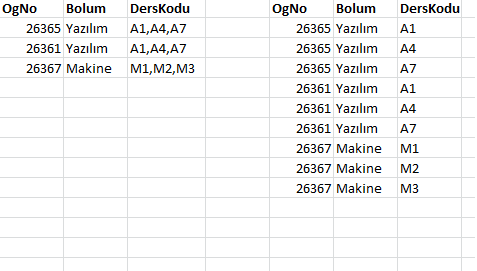 OgNo Bolum DersKodu OgNo Bolum DersKodu
26365 Yazılım A1,A4,A7 26365 Yazılım A1
26361 Yazılım A1,A4,A7 26365 Yazılım A4
26367 Makine M1,M2,M3 26365 Yazılım A7
26361 Yazılım A1
26361 Yazılım A4
26361 Yazılım A7
26367 Makine M1
26367 Makine M2
26367 Makine M3